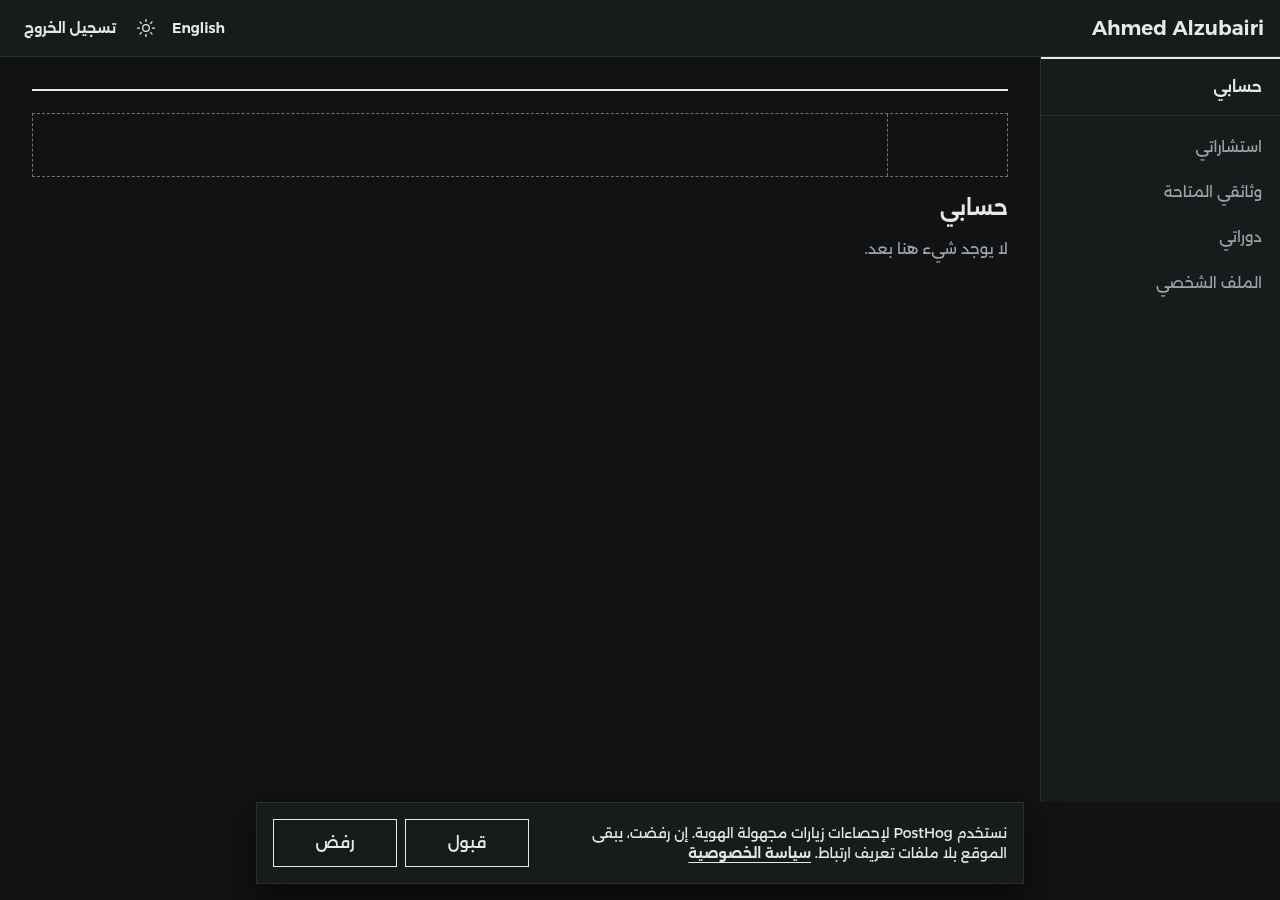 Ahmed Alzubairi
English
تسجيل الخروج
حسابي
استشاراتي
وثائقي المتاحة
دوراتي
الملف الشخصي
حسابي
لا يوجد شيء هنا بعد.
نستخدم PostHog لإحصاءات زيارات مجهولة الهوية. إن رفضت، يبقى
الموقع بلا ملفات تعريف ارتباط. سياسة الخصوصية
قبول
رفض